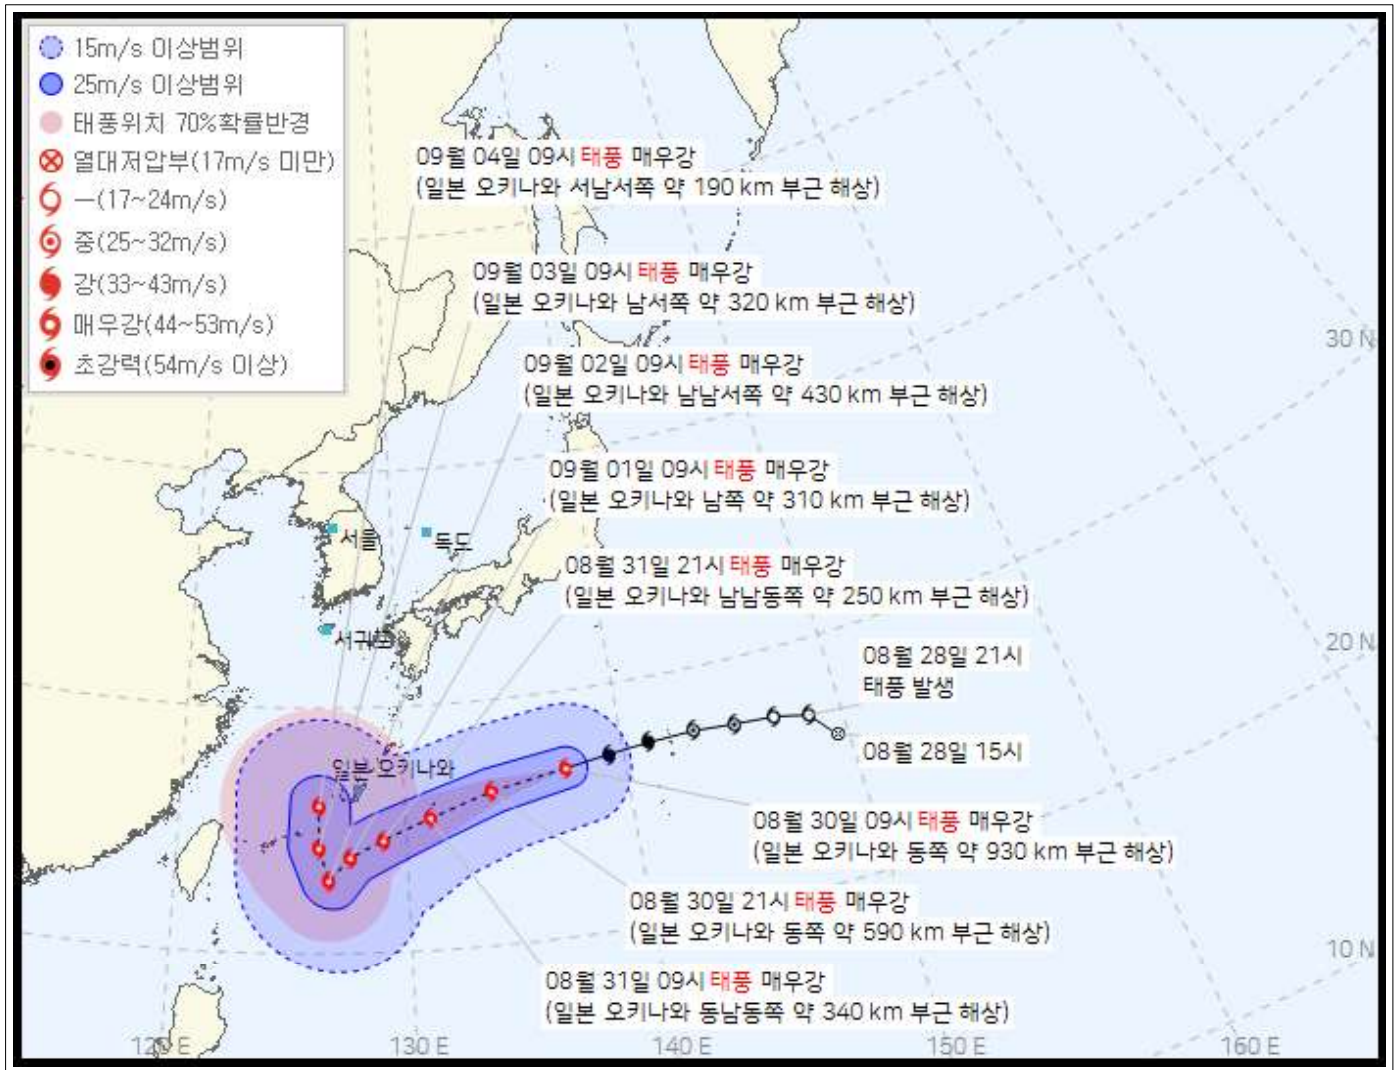 15m/s 이상범위
25m/s 이상범위
태풍위치 70%확률반경
열대저압부(17m/s 미만)
—(17~24m/s)
중(25~32m/s)
강(33~43m/s)
매우강(44~53m/s)
초강력(54m/s 이상)
09월 04일 09시 태풍 매우강
(일본 오키나와 서남서쪽 약 190 km 부근 해상)
09월 03일 09시 태풍 매우강
(일본 오키나와 남서쪽 약 320 km 부근 해상)
30 N
09월 02일 09시 태풍 매우강
(일본 오키나와 남남서쪽 약 430 km 부근 해상)
09월 01일 09시 태풍 매우강
(일본 오키나와 남쪽 약 310 km 부근 해상)
서울
독도
08월 31일 21시 태풍 매우강
(일본 오키나와 남남동쪽 약 250 km 부근 해상)
서귀포
20 N
08월 28일 21시
태풍 발생
08월 28일 15시
일본 오키나와
08월 30일 09시 태풍 매우강
(일본 오키나와 동쪽 약 930 km 부근 해상)
08월 30일 21시 태풍 매우강
(일본 오키나와 동쪽 약 590 km 부근 해상)
10 N
08월 31일 09시 태풍 매우강
(일본 오키나와 동남동쪽 약 340 km 부근 해상)
120 E
130 E
140 E
150 E
160 E